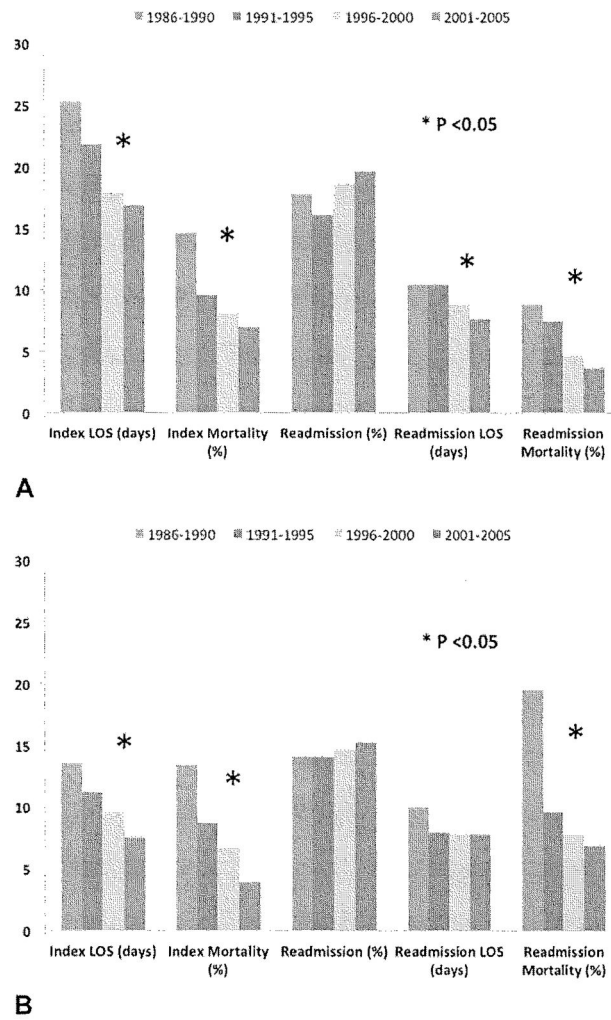 1986-1990 1991-1995 1996-2000 2001-2005
30
25
20
15
10
5
0
* P <0.05
*
*
*
*
Index LOS (days) Index Mortality (%) Readmission (%) Readmission LOS (days) Readmission Mortality (%)
A
1986-1990 1991-1995 1996-2000 2001-2005
30
25
20
15
10
5
0
* P <0.05
*
*
*
Index LOS (days) Index Mortality (%) Readmission (%) Readmission LOS (days) Readmission Mortality (%)
B